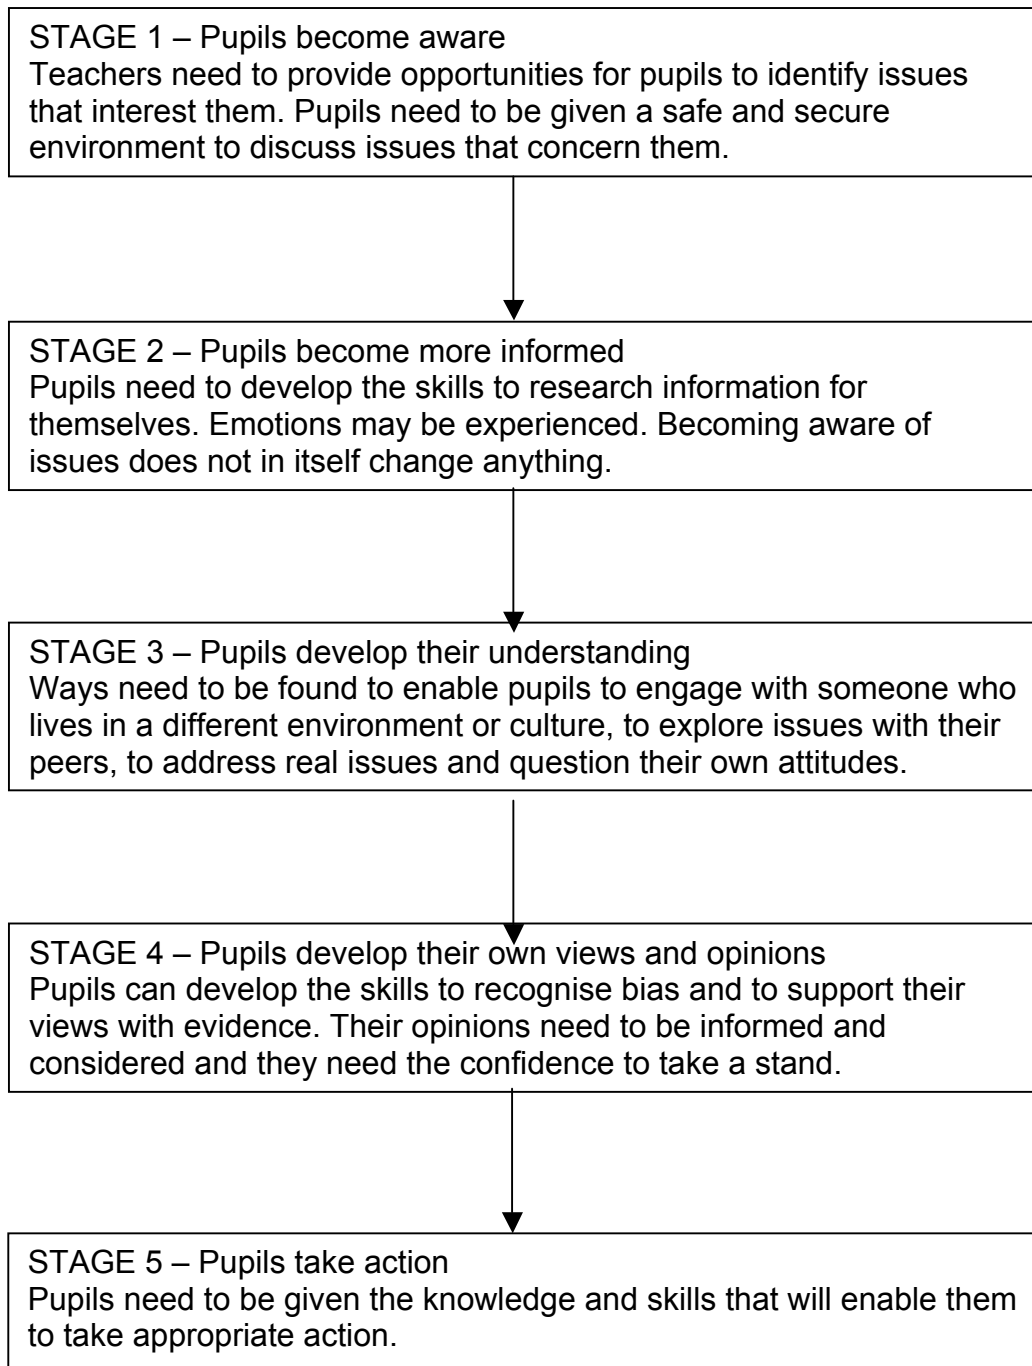 STAGE 1 – Pupils become aware
Teachers need to provide opportunities for pupils to identify issues
that interest them. Pupils need to be given a safe and secure
environment to discuss issues that concern them.
STAGE 2 – Pupils become more informed
Pupils need to develop the skills to research information for
themselves. Emotions may be experienced. Becoming aware of
issues does not in itself change anything.
STAGE 3 – Pupils develop their understanding
Ways need to be found to enable pupils to engage with someone who
lives in a different environment or culture, to explore issues with their
peers, to address real issues and question their own attitudes.
STAGE 4 – Pupils develop their own views and opinions
Pupils can develop the skills to recognise bias and to support their
views with evidence. Their opinions need to be informed and
considered and they need the confidence to take a stand.
STAGE 5 – Pupils take action
Pupils need to be given the knowledge and skills that will enable them
to take appropriate action.